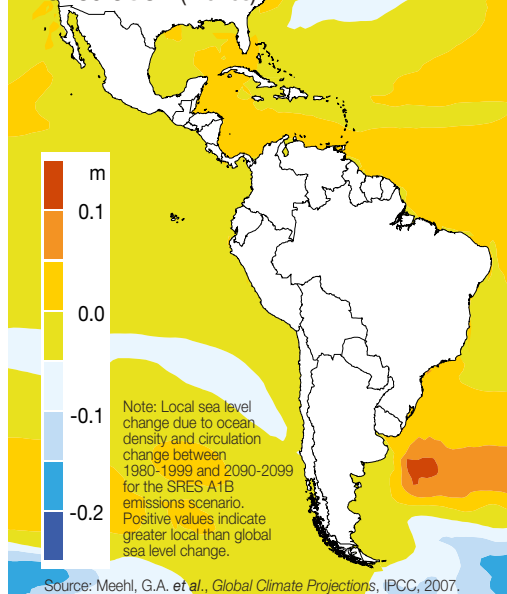 m
0.1
0.0
-0.1
-0.2
Note: Local sea level
change due to ocean
density and circulation
change between
1980-1999 and 2090-2099
for the SRES A1B
emissions scenario.
Positive values indicate
greater local than global
sea level change.
Source: Meehl, G.A. et al., Global Climate Projections, IPCC, 2007.